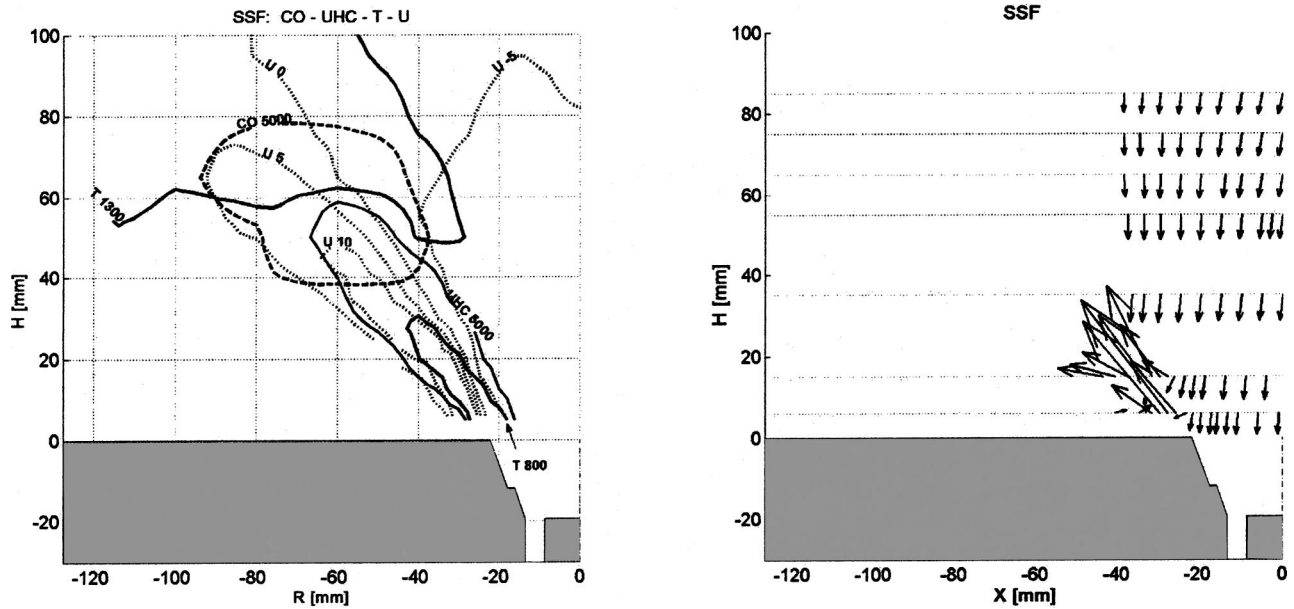 SSF: CO - UHC - T - U
100
80
60
40
20
0
-20
H [mm]
-120 -100 -80 -60 -40 -20 0
R [mm]
U 0
U -5
CO 5000
U 5
T 1300
U 10
UHC 5000
T 800
SSF
100
80
60
40
20
0
-20
H [mm]
-120 -100 -80 -60 -40 -20 0
X [mm]